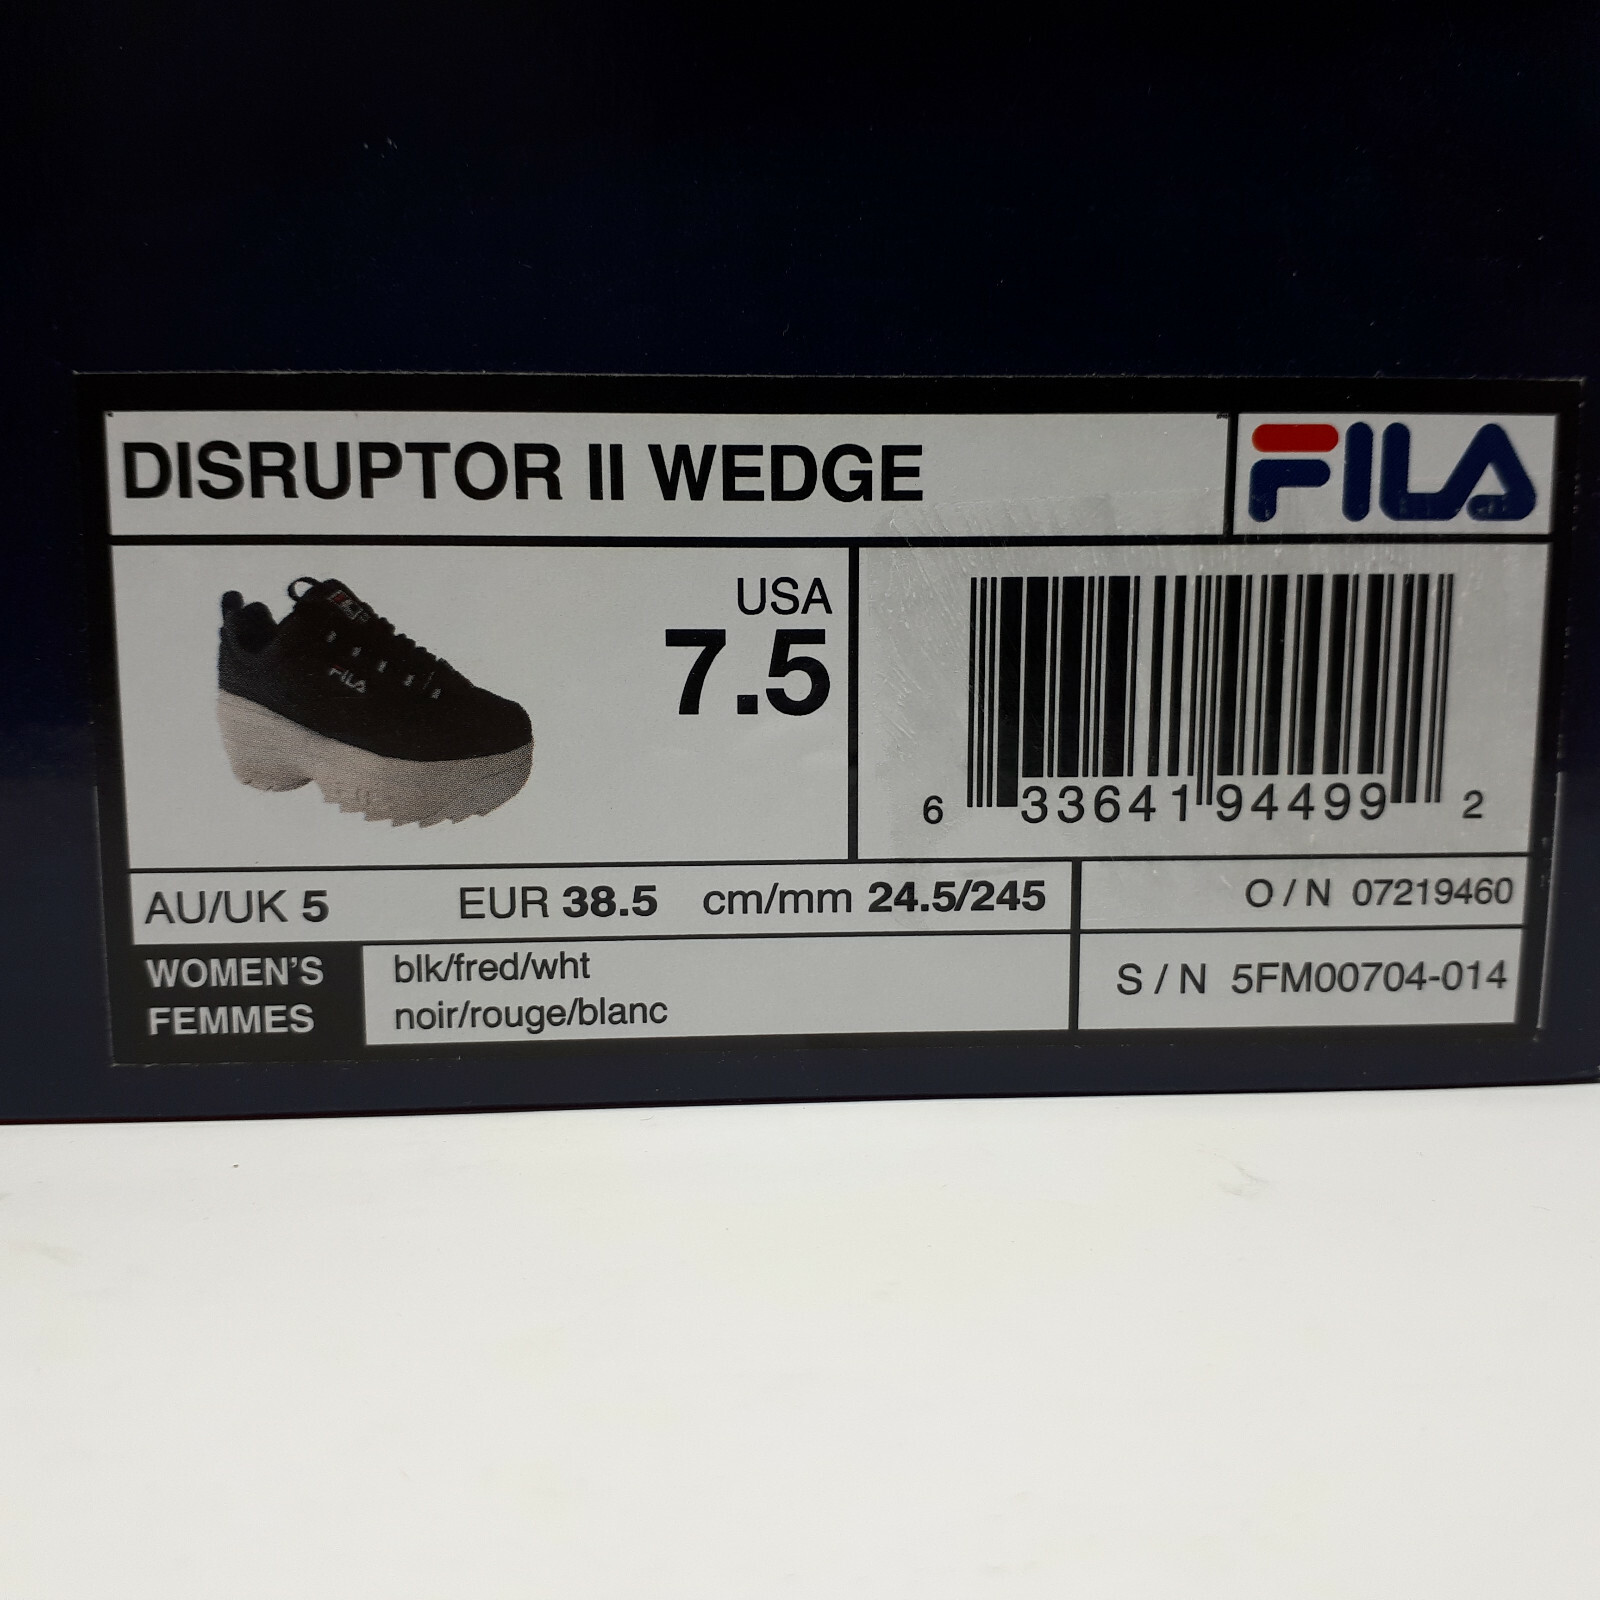 DISRUPTOR II WEDGE
FILA
USA
7.5
FILA
6 33641 94499 2
AU/UK 5 EUR 38.5 cm/mm 24.5/245
O / N 07219460
WOMEN'S
FEMMES
blk/fred/wht
noir/rouge/blanc
S / N 5FM00704-014